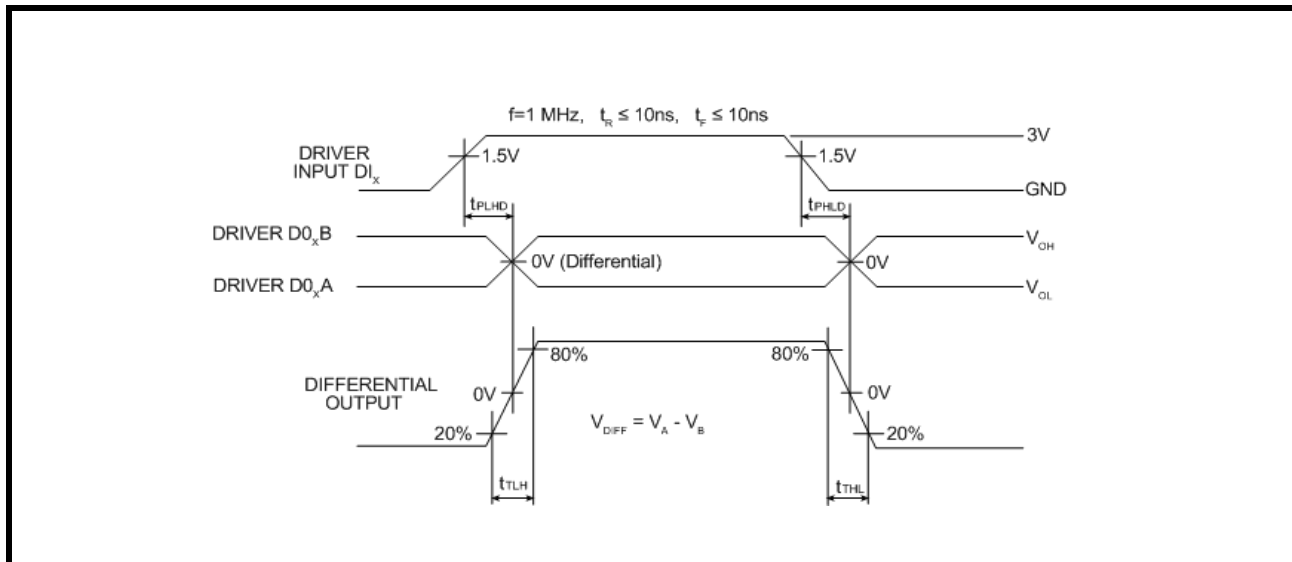 f=1 MHz, tR ≤ 10ns, tF ≤ 10ns
3V
DRIVER
INPUT DIX
1.5V
1.5V
GND
tPLHD
tPHLD
DRIVER D0XB
VOH
0V (Differential)
0V
DRIVER D0XA
VOL
80%
80%
DIFFERENTIAL
OUTPUT
0V
0V
VDIFF = VA - VB
20%
20%
tTLH
tTHL